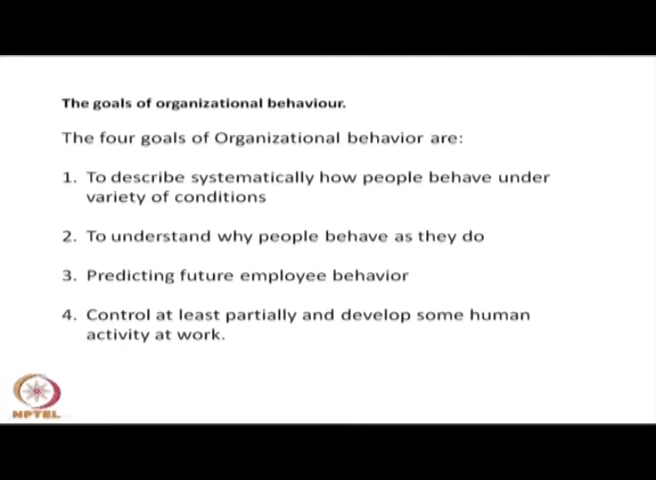 The goals of organizational behaviour.
The four goals of Organizational behavior are:
1. To describe systematically how people behave under
variety of conditions
2. To understand why people behave as they do
3. Predicting future employee behavior
4. Control at least partially and develop some human
activity at work.
NPTEL